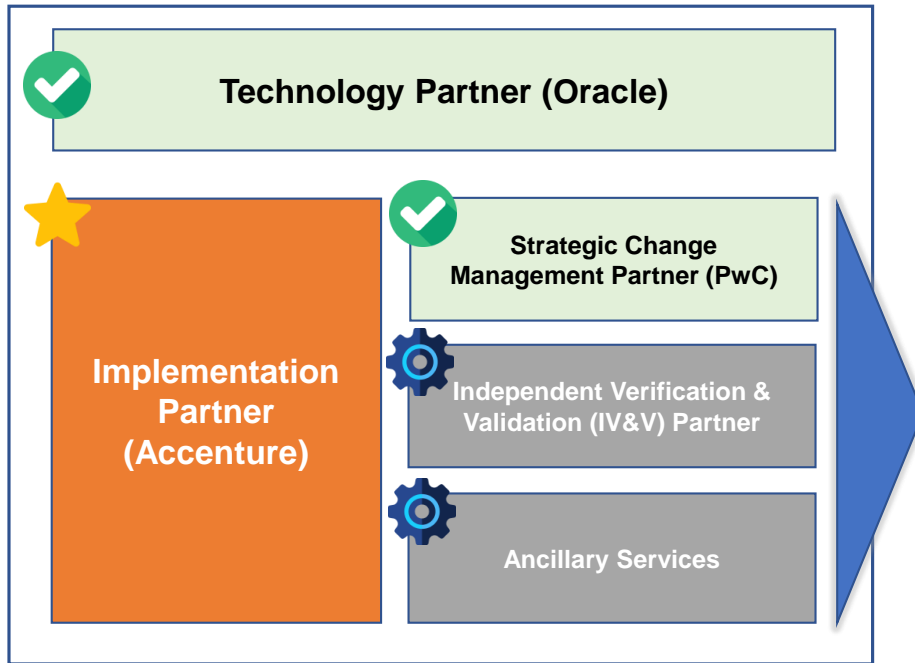 Technology Partner (Oracle)
Implementation
Partner
(Accenture)
Strategic Change
Management Partner (PwC)
Independent Verification &
Validation (IV&V) Partner
Ancillary Services